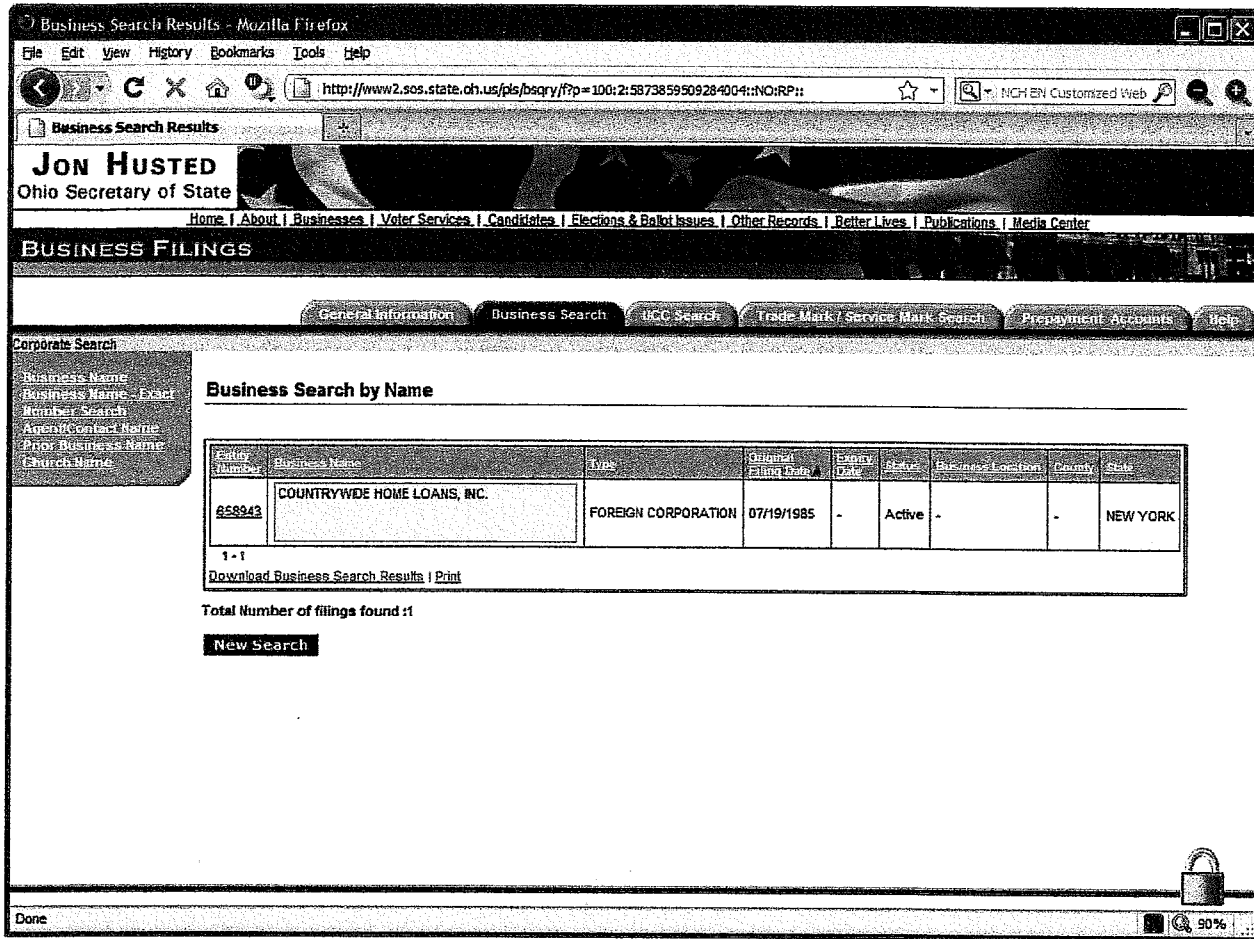 Business Search Results - Mozilla Firefox
File Edit View History Bookmarks Tools Help
http://www2.sos.state.oh.us/pls/bsqry/f?p=100:2:5873859509284004::NO:RP::
NCH EN Customized Web
Business Search Results
JON HUSTED
Ohio Secretary of State
Home | About | Businesses | Voter Services | Candidates | Elections & Ballot Issues | Other Records | Better Lives | Publications | Media Center
BUSINESS FILINGS
General Information Business Search UCC Search Trade Mark / Service Mark Search Prepayment Accounts Help
Corporate Search
Business Name
Business Name - Exact
Number Search
Agent/Contact Name
Prior Business Name
Church Name
Business Search by Name
Entity Number Business Name Type Original Filing Date Expiry Date Status Business Location County State
658943 COUNTRYWIDE HOME LOANS, INC. FOREIGN CORPORATION 07/19/1985 - Active - - NEW YORK
1 - 1
Download Business Search Results | Print
Total Number of filings found :1
New Search
Done
90%